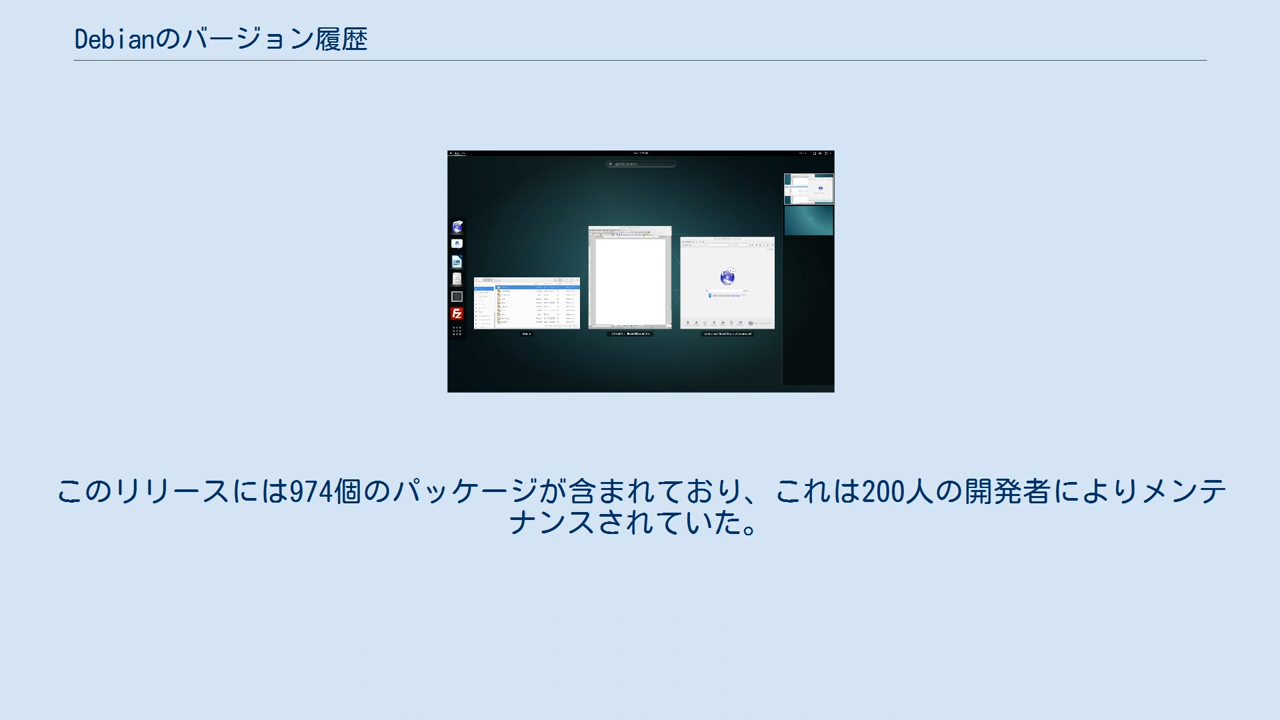 Debianのバージョン履歴
このリリースには974個のパッケージが含まれており、これは200人の開発者によりメンテ
ナンスされていた。